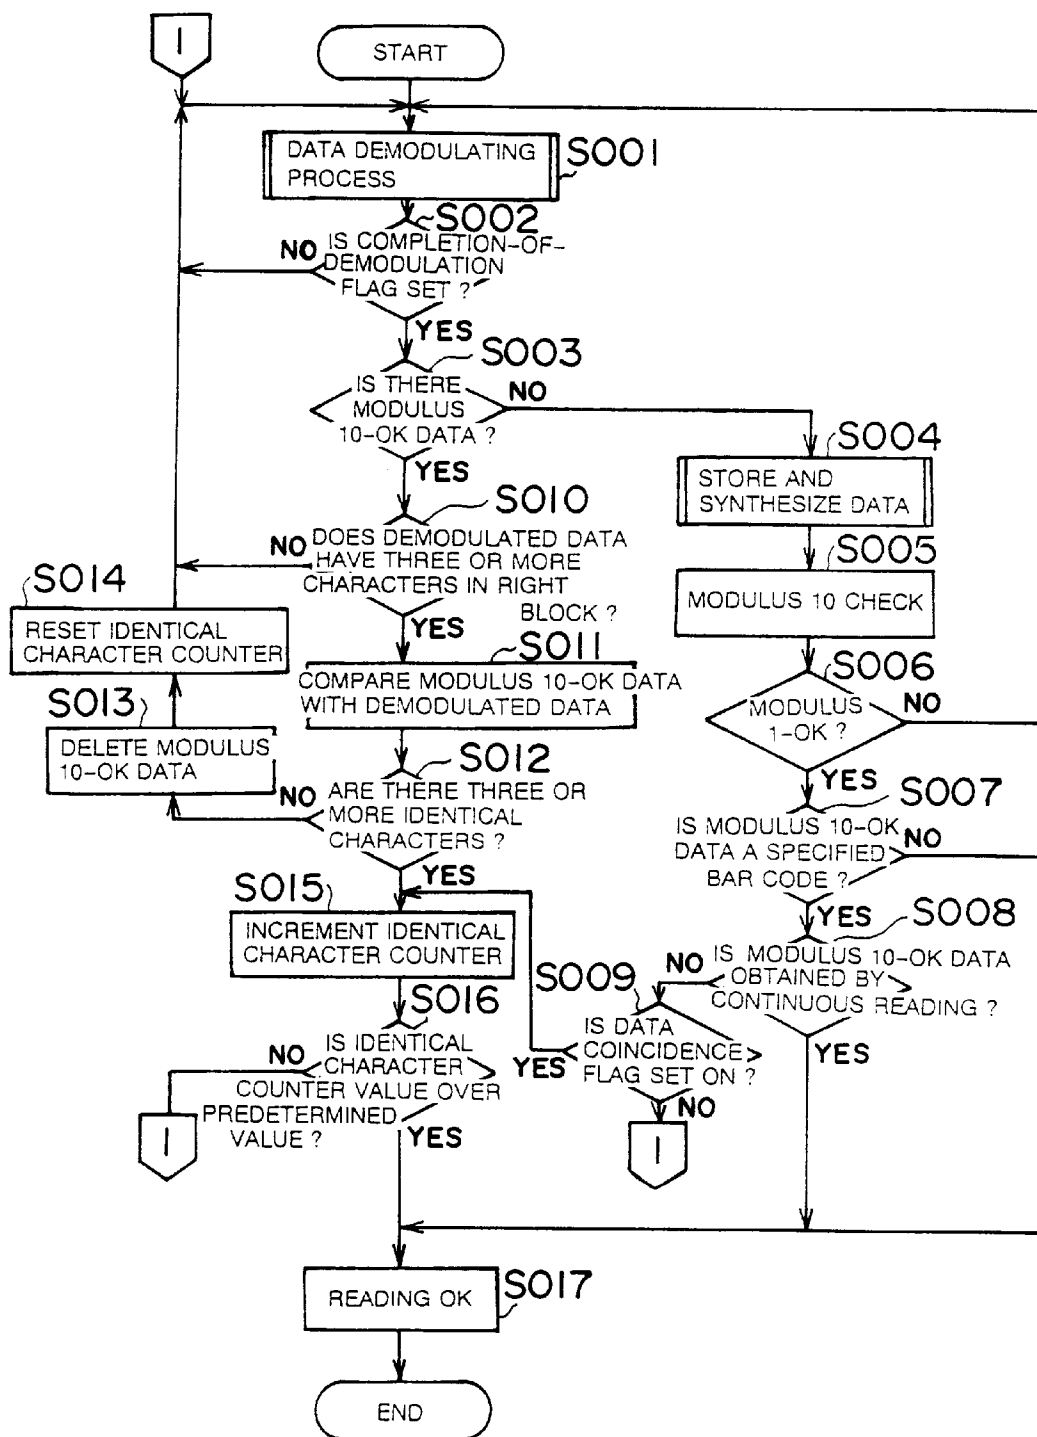 I
START
DATA DEMODULATING
PROCESS
S001
S002
NO
IS COMPLETION-OF-
DEMODULATION
FLAG SET ?
YES
S003
IS THERE
MODULUS
10-OK DATA ?
NO
YES
S004
STORE AND
SYNTHESIZE DATA
S010
DOES DEMODULATED DATA
HAVE THREE OR MORE
CHARACTERS IN RIGHT
BLOCK ?
NO
YES
S005
MODULUS 10 CHECK
S014
RESET IDENTICAL
CHARACTER COUNTER
S011
COMPARE MODULUS 10-OK DATA
WITH DEMODULATED DATA
S006
MODULUS
1-OK ?
NO
YES
S013
DELETE MODULUS
10-OK DATA
S012
ARE THERE THREE OR
MORE IDENTICAL
CHARACTERS ?
NO
YES
S007
IS MODULUS 10-OK
DATA A SPECIFIED
BAR CODE ?
NO
YES
S015
INCREMENT IDENTICAL
CHARACTER COUNTER
S008
IS MODULUS 10-OK DATA
OBTAINED BY
CONTINUOUS READING ?
NO
YES
S009
IS DATA
COINCIDENCE
FLAG SET ON ?
YES
NO
I
S016
IS IDENTICAL
CHARACTER
COUNTER VALUE OVER
PREDETERMINED
VALUE ?
NO
YES
I
READING OK
S017
END